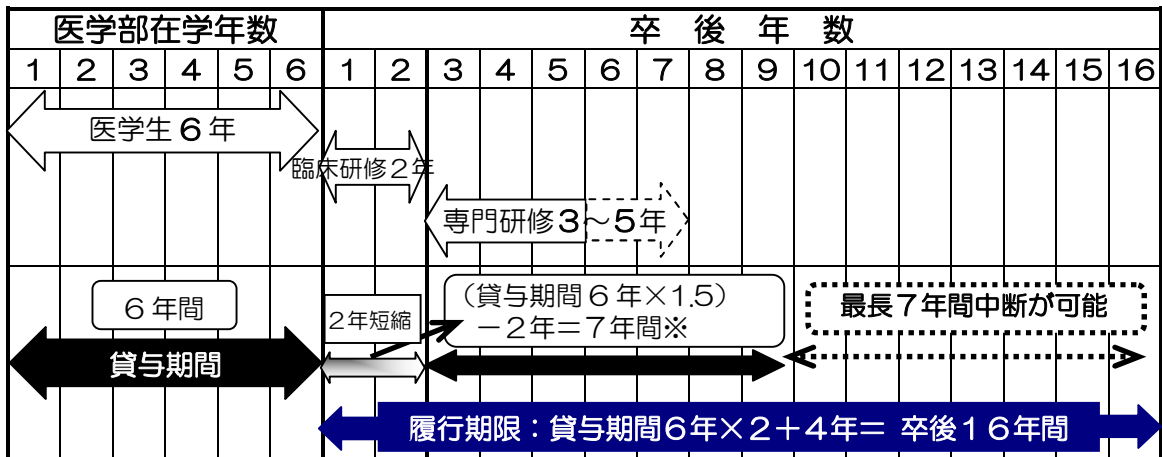 医学部在学年数 卒後年数
1 2 3 4 5 6 1 2 3 4 5 6 7 8 9 10 11 12 13 14 15 16
医学生6年
臨床研修2年
専門研修3~5年
6年間
2年短縮
(貸与期間6年×1.5)
-2年=7年間※
最長7年間中断が可能
貸与期間
履行期限:貸与期間6年×2+4年= 卒後16年間